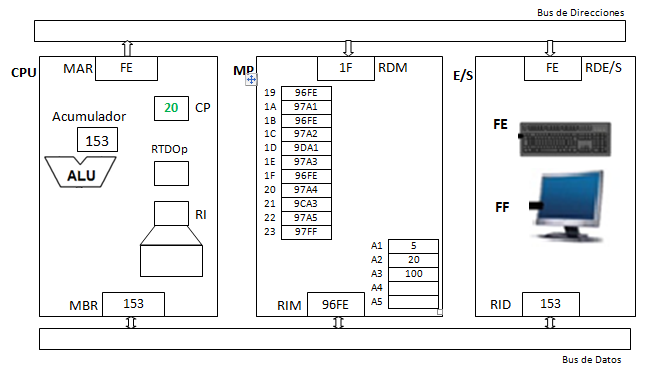 Bus de Direcciones
CPU
MAR
FE
20
CP
Acumulador
153
ALU
RTDOp
RI
MBR
153
MP
1F
RDM
19 96FE
1A 97A1
1B 96FE
1C 97A2
1D 9DA1
1E 97A3
1F 96FE
20 97A4
21 9CA3
22 97A5
23 97FF
A1 5
A2 20
A3 100
A4
A5
RIM
96FE
E/S
FE
RDE/S
FE
FF
RID
153
Bus de Datos